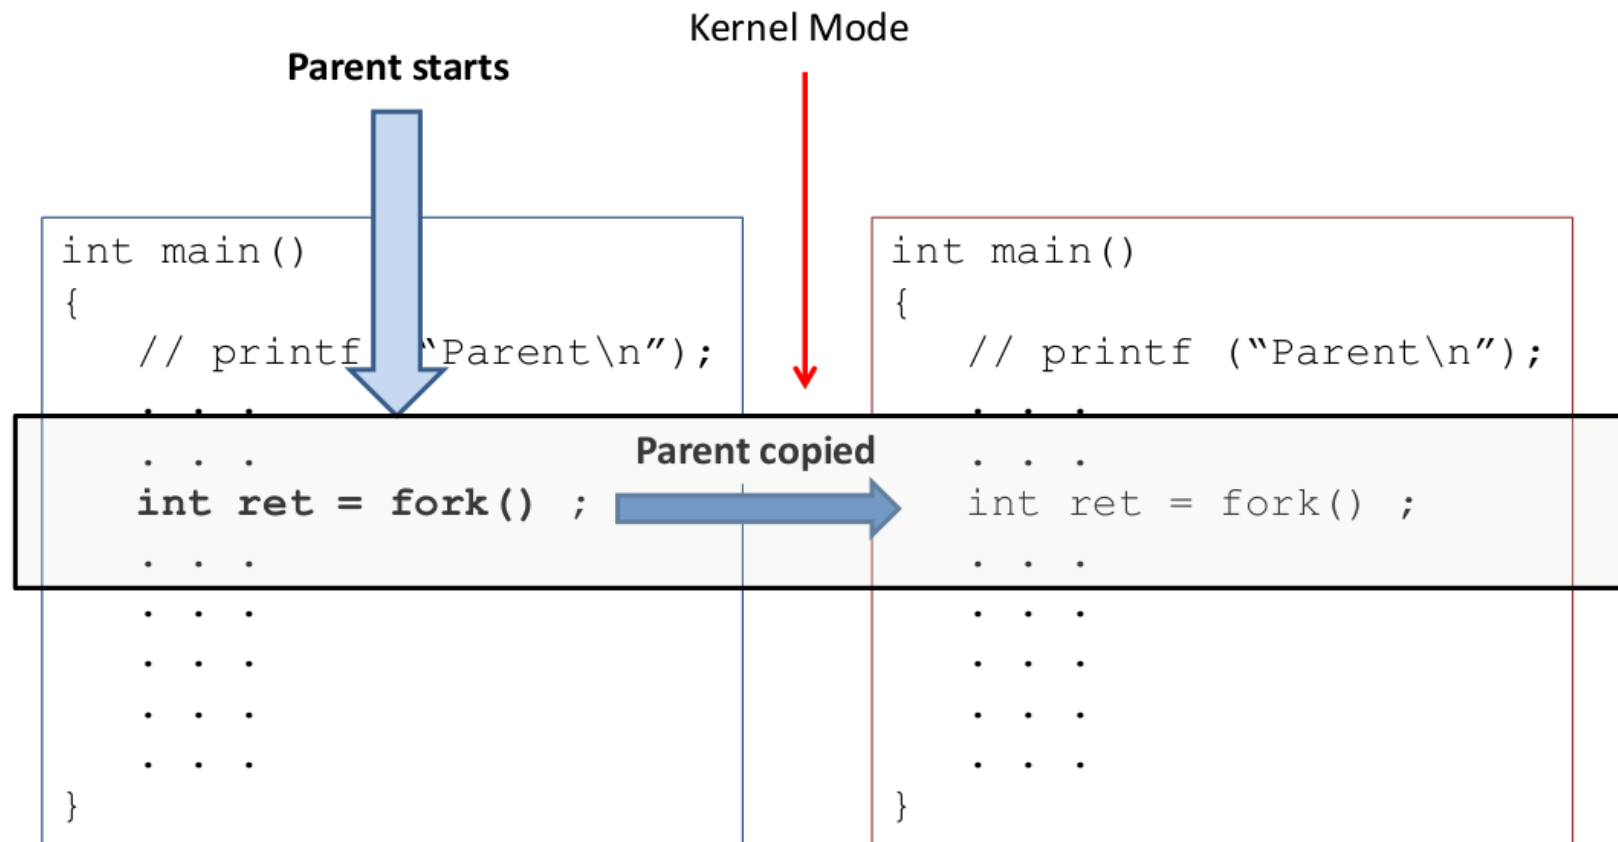 Kernel Mode
Parent starts
int main()
{
// printf “Parent\n”);
. . .
. . .
int ret = fork() ;
. . .
. . .
. . .
. . .
. . .
}
Parent copied
int main()
{
// printf (“Parent\n”);
. . .
. . .
int ret = fork() ;
. . .
. . .
. . .
. . .
. . .
}